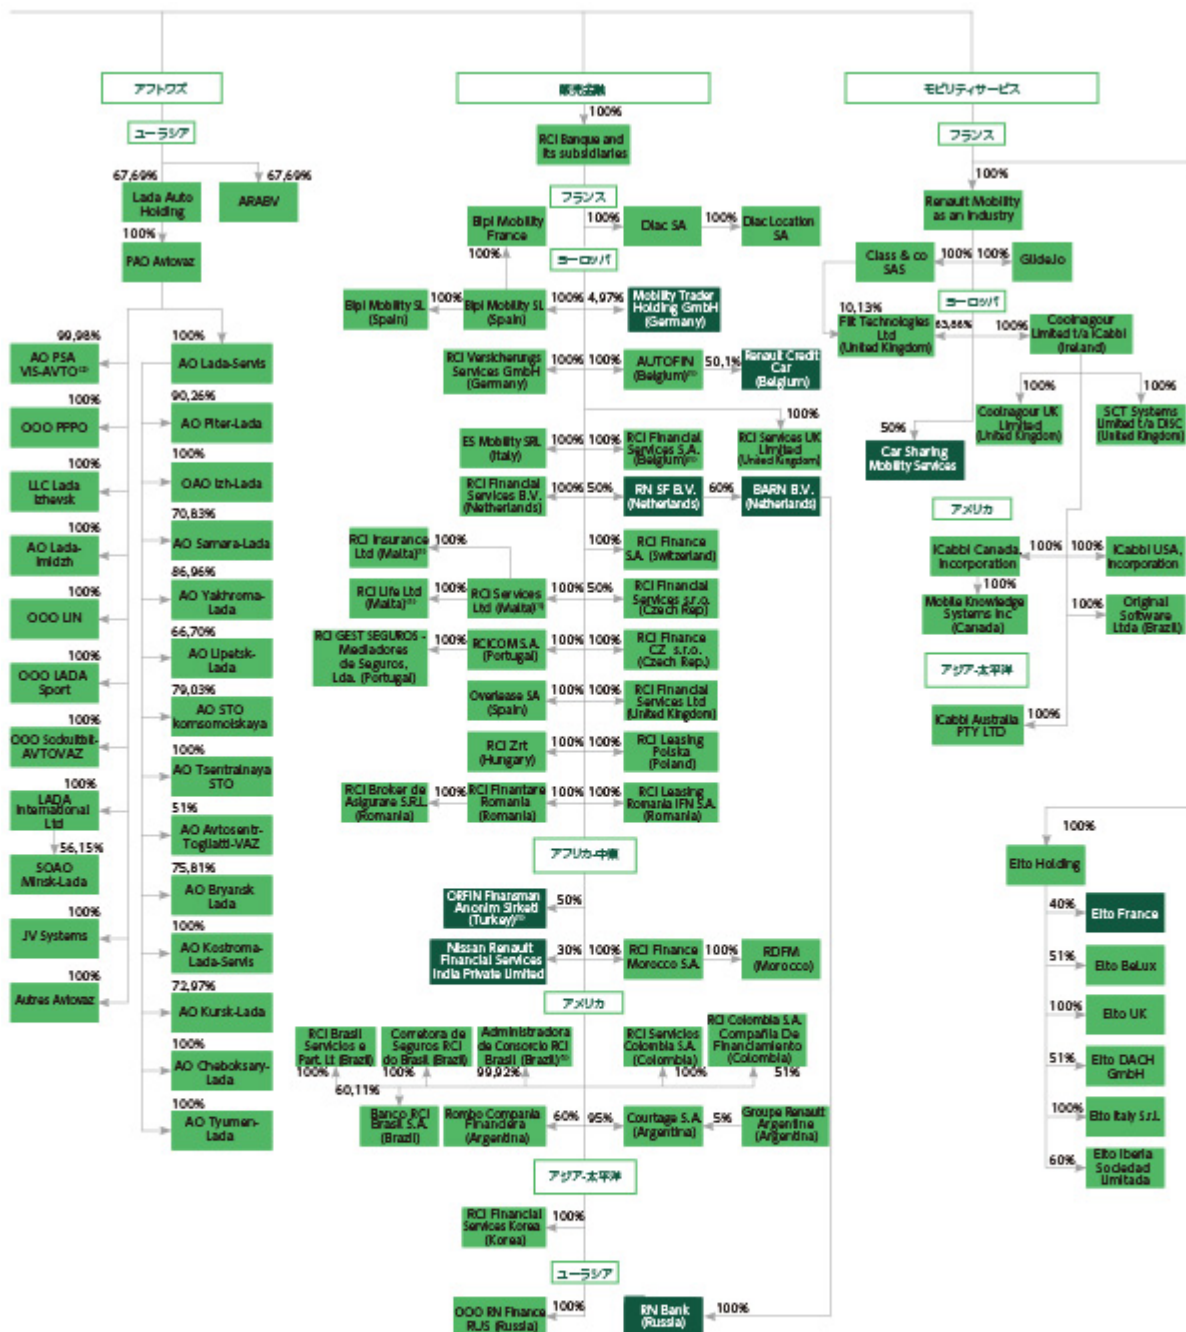 アフトワズ
ユーラシア
67,69%
67,69%
Lada Auto
Holding
ARABV
100%
PAO Avtovaz
99,98%
AO PSA
VIS-AVTO
100%
OOO PPPO
100%
LLC Lada
Izhevsk
100%
AO Lada-
Imidzh
100%
OOO LIN
100%
OOO LADA
Sport
100%
OOO Sockultbit-
AVTOVAZ
100%
LADA
International
Ltd
56,15%
SOAO
Minsk-Lada
100%
JV Systems
100%
Autres Avtovaz
100%
AO Lada-Servis
90,26%
AO Piter-Lada
100%
OAO Izh-Lada
70,83%
AO Samara-Lada
86,96%
AO Yakhroma-
Lada
66,70%
AO Lipetsk-
Lada
79,03%
AO STO
komsomolskaya
100%
AO Tsentralnaya
STO
51%
AO Avtosentr-
Togliatti-VAZ
75,81%
AO Bryansk
Lada
100%
AO Kostroma-
Lada-Servis
72,97%
AO Kursk-Lada
100%
AO Cheboksary-
Lada
100%
AO Tyumen-
Lada
販売金融
100%
RCI Banque and
its subsidiaries
フランス
Bipi Mobility
France
100%
100%
Diac SA
100%
Diac Location
SA
ヨーロッパ
Bipi Mobility SL
(Spain)
100%
Bipi Mobility SL
(Spain)
100%
4,97%
Mobility Trader
Holding GmbH
(Germany)
RCI Versicherungs
Services GmbH
(Germany)
100%
100%
AUTOFIN
(Belgium)
50,1%
Renault Credit
Car
(Belgium)
100%
RCI Services UK
Limited
(United Kingdom)
ES Mobility SRL
(Italy)
100%
100%
RCI Financial
Services S.A.
(Belgium)
RCI Financial
Services B.V.
(Netherlands)
100%
50%
RN SF B.V.
(Netherlands)
60%
BARN B.V.
(Netherlands)
RCI Insurance
Ltd (Malta)
100%
100%
RCI Finance
S.A. (Switzerland)
RCI Life Ltd
(Malta)
100%
RCI Services
Ltd (Malta)
100%
50%
RCI Financial
Services s.r.o.
(Czech Rep)
RCI GEST SEGUROS -
Mediadores
de Seguros,
Lda. (Portugal)
100%
RCICOM S.A.
(Portugal)
100%
100%
RCI Finance
CZ s.r.o.
(Czech Rep.)
Overlease SA
(Spain)
100%
100%
RCI Financial
Services Ltd
(United Kingdom)
RCI Zrt
(Hungary)
100%
100%
RCI Leasing
Polska
(Poland)
RCI Broker de
Asigurare S.R.L.
(Romania)
100%
RCI Finantare
Romania
(Romania)
100%
100%
RCI Leasing
Romania IFN S.A.
(Romania)
アフリカ-中東
ORFIN Finansman
Anonim Sirketi
(Turkey)
50%
Nissan Renault
Financial Services
India Private Limited
30%
100%
RCI Finance
Morocco S.A.
100%
RDFM
(Morocco)
アメリカ
RCI Brasil
Serviços e
Part. Lt (Brazil)
100%
Corretora de
Seguros RCI
do Brasil (Brazil)
100%
Administradora
de Consorcio RCI
Brasil (Brazil)
99,92%
RCI Servicios
Colombia S.A.
(Colombia)
100%
RCI Colombia S.A.
Compañia De
Financiamiento
(Colombia)
51%
60,11%
Banco RCI
Brasil S.A.
(Brazil)
Rombo Compania
Financiera
(Argentina)
60%
95%
Courtage S.A.
(Argentina)
5%
Groupe Renault
Argentine
(Argentina)
アジア-太平洋
RCI Financial
Services Korea
(Korea)
100%
ユーラシア
OOO RN Finance
RUS (Russia)
100%
RN Bank
(Russia)
100%
モビリティサービス
フランス
100%
Renault Mobility
as an Industry
Class & co
SAS
100%
100%
Glide.io
ヨーロッパ
10,13%
Flit Technologies
Ltd
(United Kingdom)
63,86%
100%
Coolnagour
Limited t/a iCabbi
(Ireland)
100%
Coolnagour UK
Limited
(United Kingdom)
100%
SCT Systems
Limited t/a DISC
(United Kingdom)
50%
Car Sharing
Mobility Services
アメリカ
iCabbi Canada,
Incorporation
100%
100%
iCabbi USA,
Incorporation
100%
Mobile Knowledge
Systems Inc
(Canada)
100%
Original
Software
Ltda (Brazil)
アジア-太平洋
iCabbi Australia
PTY LTD
100%
100%
Elto Holding
40%
Elto France
51%
Elto BeLux
100%
Elto UK
51%
Elto DACH
GmbH
100%
Elto Italy S.r.l.
60%
Elto Iberia
Sociedad
Limitada